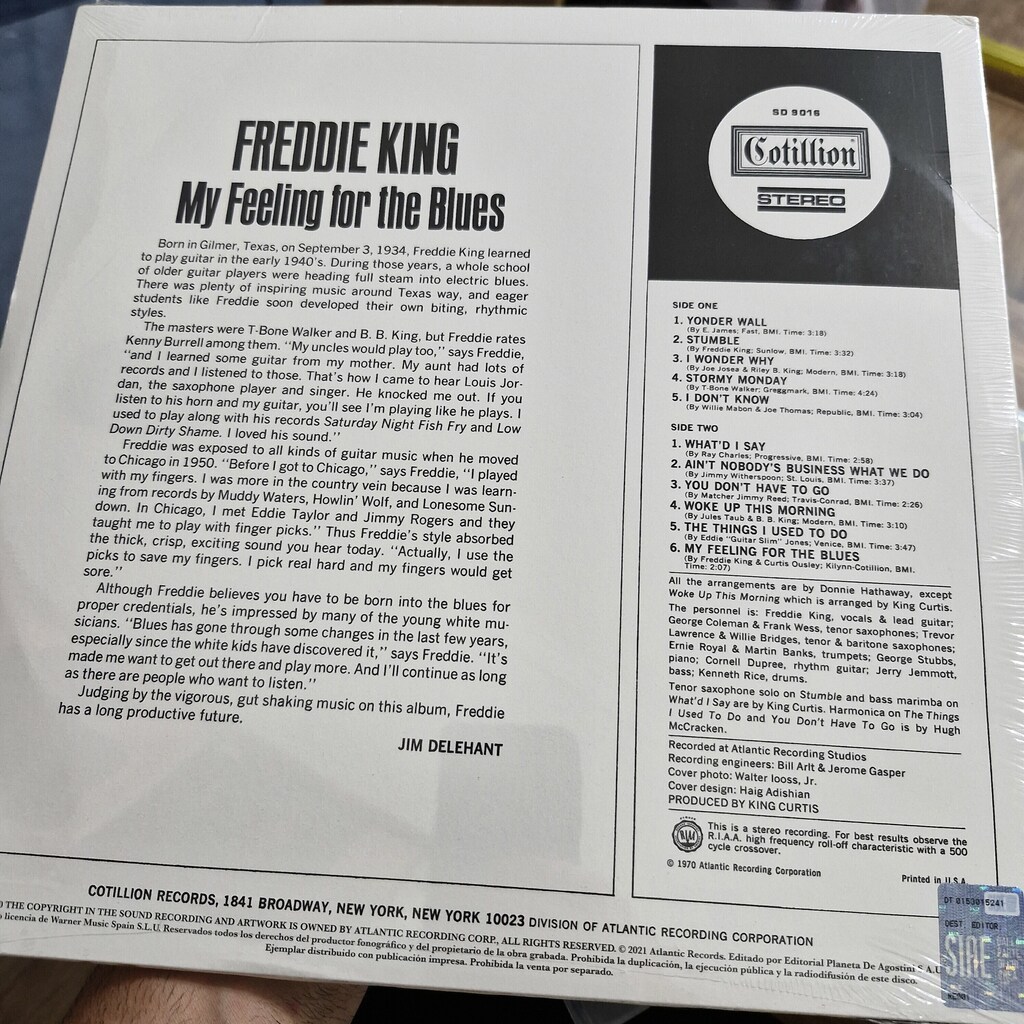 FREDDIE KING
My Feeling for the Blues
Born in Gilmer, Texas, on September 3, 1934, Freddie King learned
to play guitar in the early 1940's. During those years, a whole school
of older guitar players were heading full steam into electric blues.
There was plenty of inspiring music around Texas way, and eager
students like Freddie soon developed their own biting, rhythmic
styles.
The masters were T-Bone Walker and B. B. King, but Freddie rates
Kenny Burrell among them. "My uncles would play too," says Freddie,
"and I learned some guitar from my mother. My aunt had lots of
records and I listened to those. That's how I came to hear Louis Jor-
dan, the saxophone player and singer. He knocked me out. If you
listen to his horn and my guitar, you'll see I'm playing like he plays. I
used to play along with his records Saturday Night Fish Fry and Low
Down Dirty Shame. I loved his sound."
Freddie was exposed to all kinds of guitar music when he moved
to Chicago in 1950. "Before I got to Chicago," says Freddie, "I played
with my fingers. I was more in the country vein because I was learn-
ing from records by Muddy Waters, Howlin' Wolf, and Lonesome Sun-
down. In Chicago, I met Eddie Taylor and Jimmy Rogers and they
taught me to play with finger picks." Thus Freddie's style absorbed
the thick, crisp, exciting sound you hear today. "Actually, I use the
picks to save my fingers. I pick real hard and my fingers would get
sore."
Although Freddie believes you have to be born into the blues for
proper credentials, he's impressed by many of the young white mu-
sicians. "Blues has gone through some changes in the last few years,
especially since the white kids have discovered it," says Freddie. "It's
made me want to get out there and play more. And I'll continue as long
as there are people who want to listen."
Judging by the vigorous, gut shaking music on this album, Freddie
has a long productive future.
JIM DELEHANT
SD 9016
Cotillion
STEREO
SIDE ONE
1. YONDER WALL
(By E. James; Fast, BMI. Time: 3:18)
2. STUMBLE
(By Freddie King; Sunlow, BMI. Time: 3:32)
3. I WONDER WHY
(By Joe Josea & Riley B. King; Modern, BMI. Time: 3:18)
4. STORMY MONDAY
(By T-Bone Walker; Greggmark, BMI. Time: 4:24)
5. I DON'T KNOW
(By Willie Mabon & Joe Thomas; Republic, BMI. Time: 3:04)
SIDE TWO
1. WHAT'D I SAY
(By Ray Charles; Progressive, BMI. Time: 2:58)
2. AIN'T NOBODY'S BUSINESS WHAT WE DO
(By Jimmy Witherspoon; St. Louis, BMI. Time: 3:37)
3. YOU DON'T HAVE TO GO
(By Matcher Jimmy Reed; Travis-Conrad, BMI. Time: 2:26)
4. WOKE UP THIS MORNING
(By Jules Taub & B. B. King; Modern, BMI. Time: 3:10)
5. THE THINGS I USED TO DO
(By Eddie "Guitar Slim" Jones; Venice, BMI. Time: 3:47)
6. MY FEELING FOR THE BLUES
(By Freddie King & Curtis Ousley; Kilynn-Cotillion, BMI.
Time: 2:07)
All the arrangements are by Donnie Hathaway, except
Woke Up This Morning which is arranged by King Curtis.
The personnel is: Freddie King, vocals & lead guitar;
George Coleman & Frank Wess, tenor saxophones; Trevor
Lawrence & Willie Bridges, tenor & baritone saxophones;
Ernie Royal & Martin Banks, trumpets; George Stubbs,
piano; Cornell Dupree, rhythm guitar; Jerry Jemmott,
bass; Kenneth Rice, drums.
Tenor saxophone solo on Stumble and bass marimba on
What'd I Say are by King Curtis. Harmonica on The Things
I Used To Do and You Don't Have To Go is by Hugh
McCracken.
Recorded at Atlantic Recording Studios
Recording engineers: Bill Arlt & Jerome Gasper
Cover photo: Walter Iooss, Jr.
Cover design: Haig Adishian
PRODUCED BY KING CURTIS
This is a stereo recording. For best results observe the
R.I.A.A. high frequency roll-off characteristic with a 500
cycle crossover.
© 1970 Atlantic Recording Corporation
Printed in U.S.A.
COTILLION RECORDS, 1841 BROADWAY, NEW YORK, NEW YORK 10023 DIVISION OF ATLANTIC RECORDING CORPORATION
THE COPYRIGHT IN THE SOUND RECORDING AND ARTWORK IS OWNED BY ATLANTIC RECORDING CORP., ALL RIGHTS RESERVED. © 2021 Atlantic Records. Editado por Editorial Planeta De Agostini S.A.U.
licencia de Warner Music Spain S.L.U. Reservados todos los derechos del productor fonográfico y del propietario de la obra grabada. Prohibida la duplicación, la ejecución pública y la radiodifusión de este disco.
Ejemplar distribuido con publicación impresa. Prohibida la venta por separado.
DT 0153015241
DEST EDITOR:
SIAE